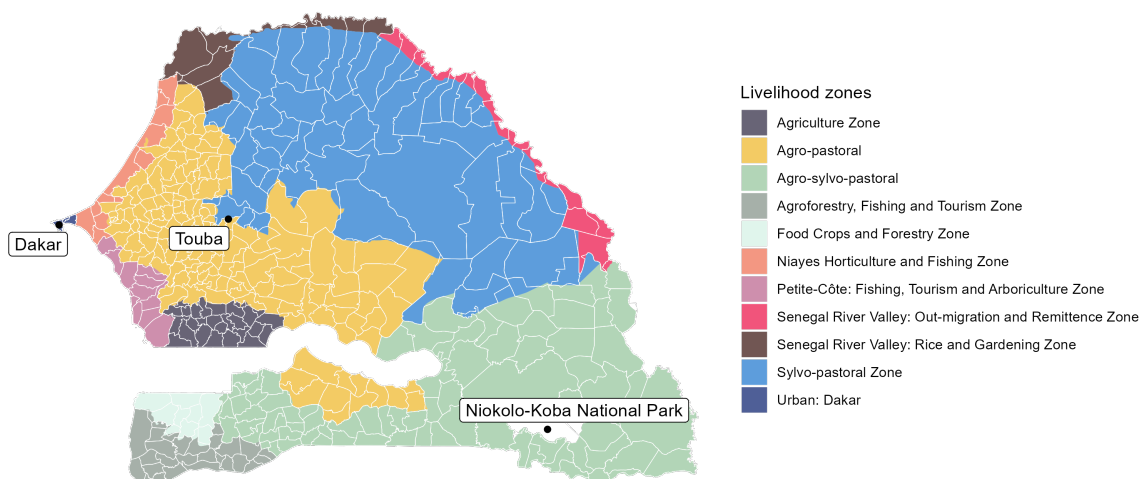 Dakar
Touba
Niokolo-Koba National Park
Livelihood zones
Agriculture Zone
Agro-pastoral
Agro-sylvo-pastoral
Agroforestry, Fishing and Tourism Zone
Food Crops and Forestry Zone
Niayes Horticulture and Fishing Zone
Petite-Côte: Fishing, Tourism and Arboriculture Zone
Senegal River Valley: Out-migration and Remittence Zone
Senegal River Valley: Rice and Gardening Zone
Sylvo-pastoral Zone
Urban: Dakar